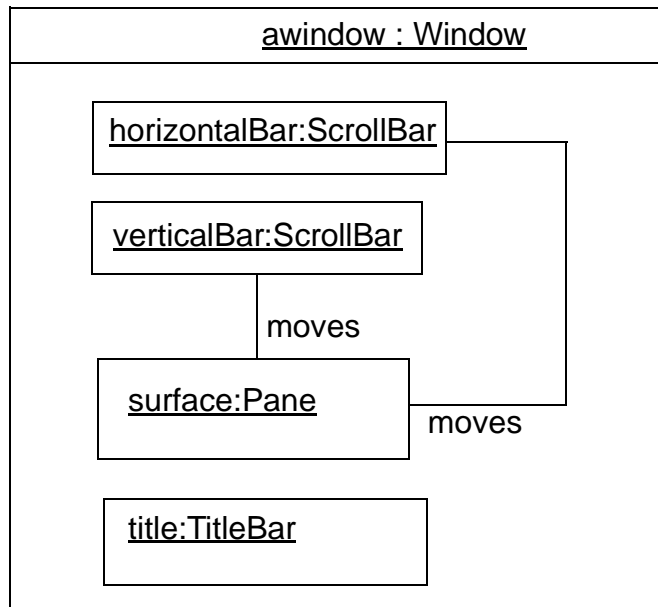 awindow : Window
horizontalBar:ScrollBar
verticalBar:ScrollBar
moves
surface:Pane
moves
title:TitleBar